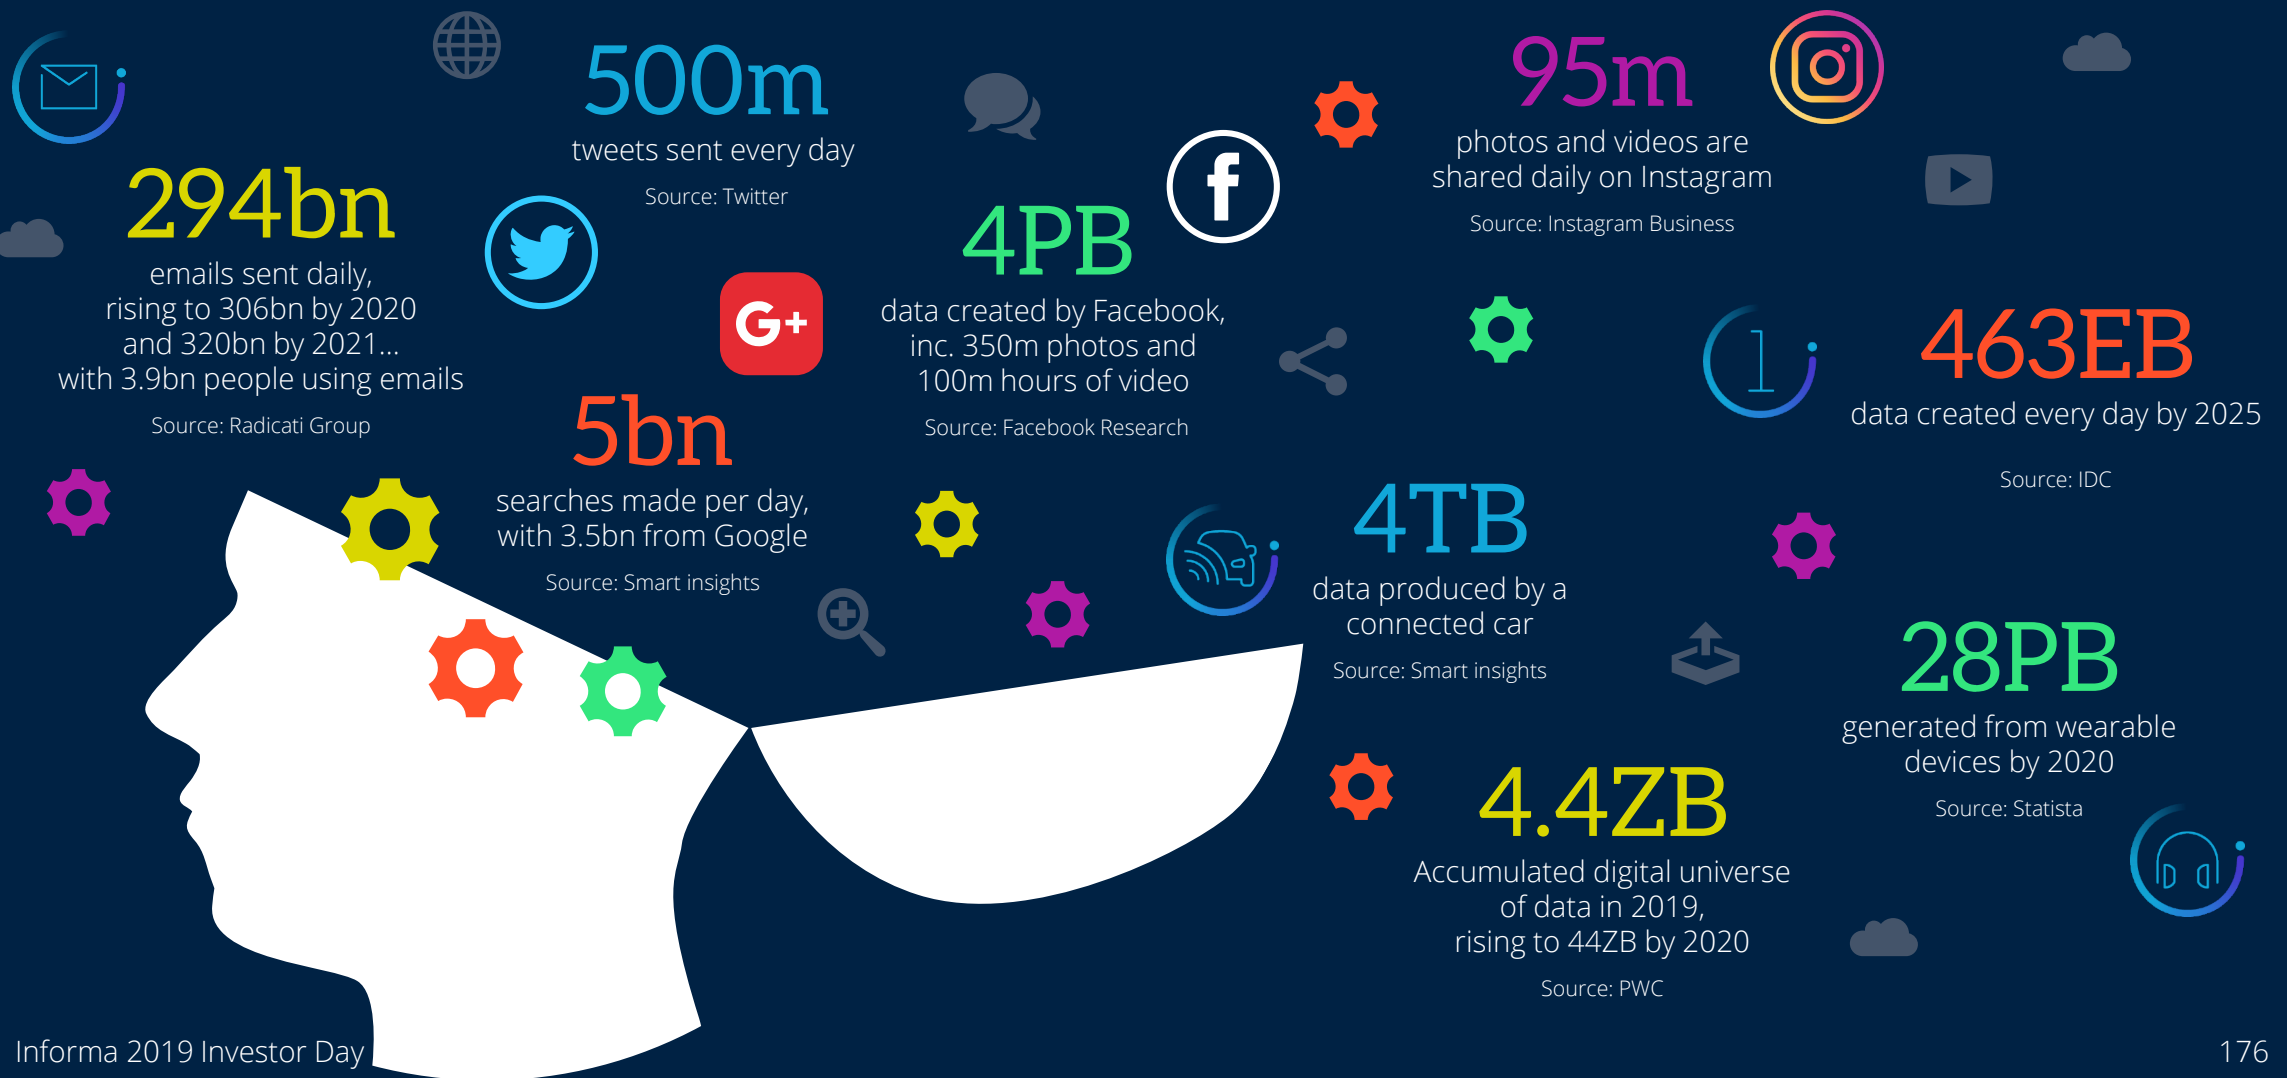 500m
tweets sent every day
Source: Twitter
95m
photos and videos are
shared daily on Instagram
Source: Instagram Business
294bn
emails sent daily,
rising to 306bn by 2020
and 320bn by 2021...
with 3.9bn people using emails
Source: Radicati Group
f
4PB
data created by Facebook,
inc. 350m photos and
100m hours of video
Source: Facebook Research
G+
5bn
searches made per day,
with 3.5bn from Google
Source: Smart insights
1
463EB
data created every day by 2025
Source: IDC
4TB
data produced by a
connected car
Source: Smart insights
28PB
generated from wearable
devices by 2020
Source: Statista
4.4ZB
Accumulated digital universe
of data in 2019,
rising to 44ZB by 2020
Source: PWC
Informa 2019 Investor Day
176